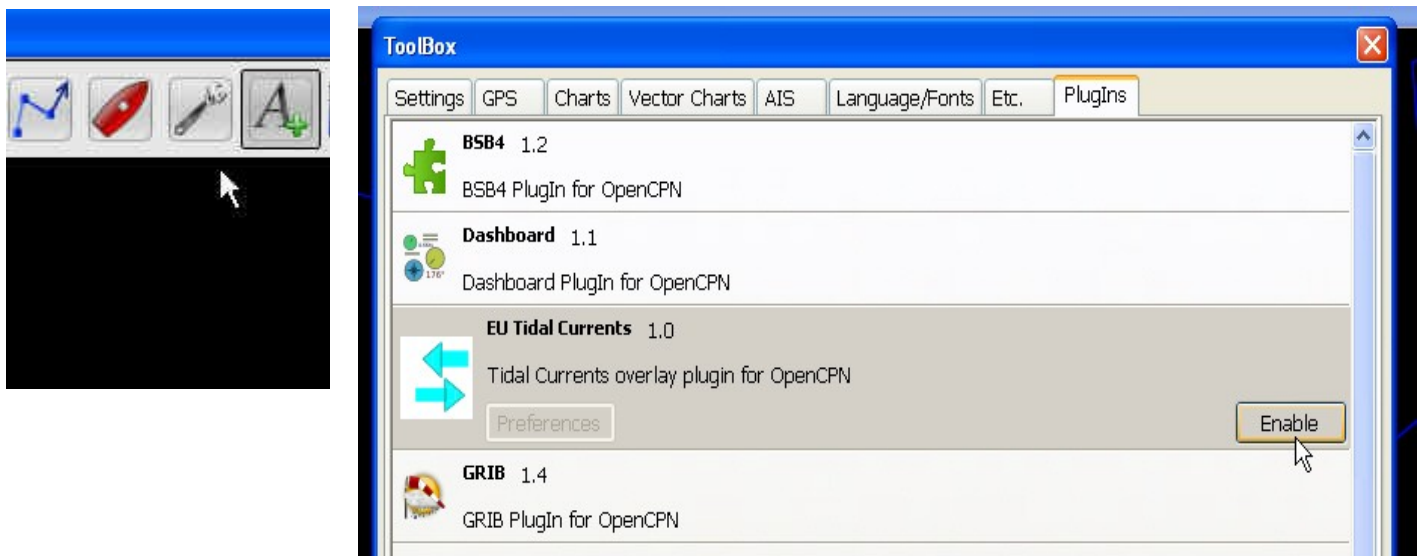 ToolBox
Settings GPS Charts Vector Charts AIS Language/Fonts Etc. PlugIns
BSB4 1.2
BSB4 PlugIn for OpenCPN
Dashboard 1.1
Dashboard PlugIn for OpenCPN
EU Tidal Currents 1.0
Tidal Currents overlay plugin for OpenCPN
Preferences Enable
GRIB 1.4
GRIB PlugIn for OpenCPN